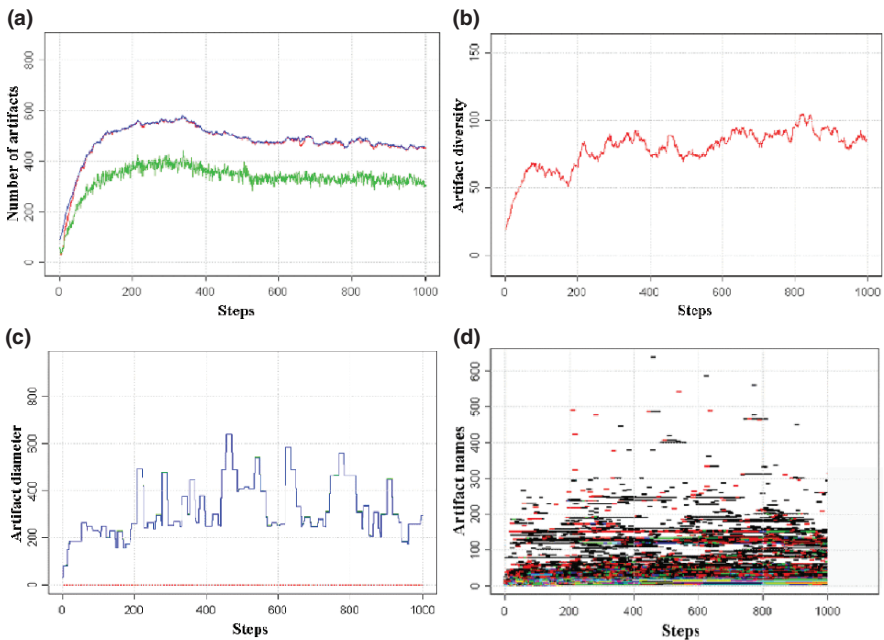 (a)
Number of artifacts
800
600
400
200
0
0 200 400 600 800 1000
Steps
(b)
Artifact diversity
150
100
50
0
0 200 400 600 800 1000
Steps
(c)
Artifact diameter
800
600
400
200
0
0 200 400 600 800 1000
Steps
(d)
Artifact names
600
500
400
300
200
100
0
0 200 400 600 800 1000
Steps